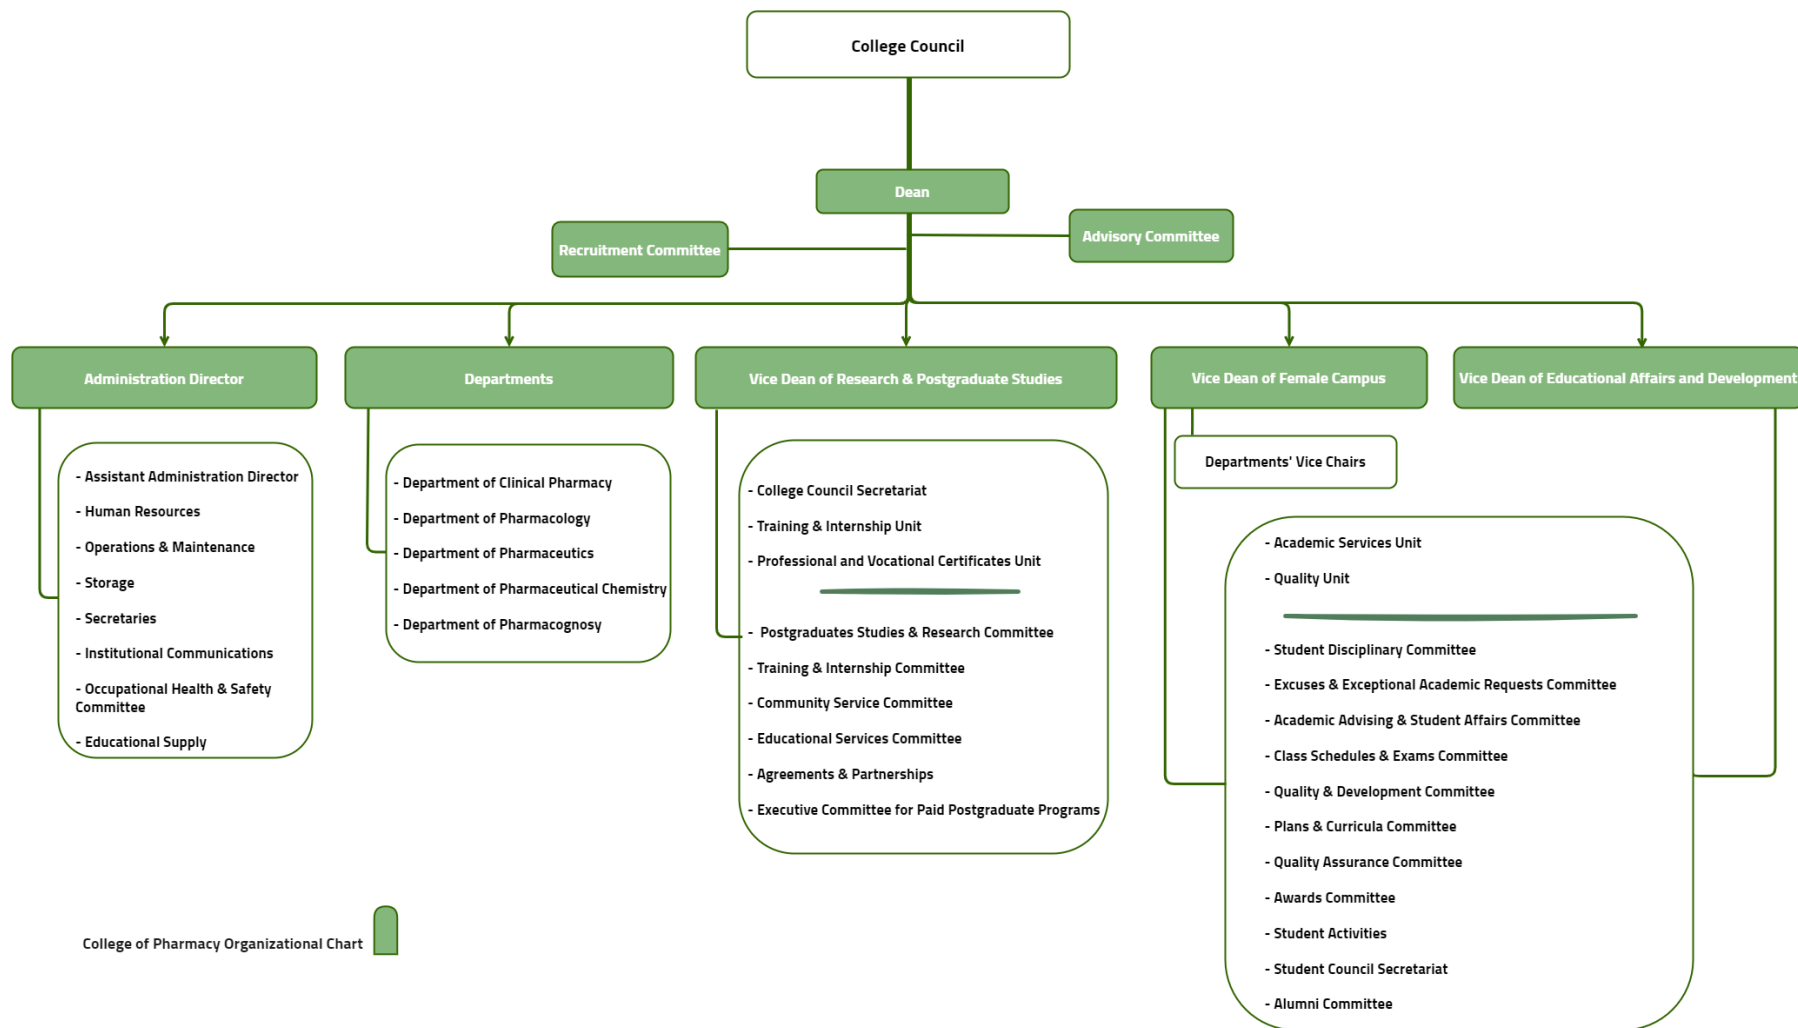 College Council
Dean
Recruitment Committee
Advisory Committee
Administration Director
Departments
Vice Dean of Research & Postgraduate Studies
Vice Dean of Female Campus
Vice Dean of Educational Affairs and Development
- Assistant Administration Director
- Human Resources
- Operations & Maintenance
- Storage
- Secretaries
- Institutional Communications
- Occupational Health & Safety
Committee
- Educational Supply
- Department of Clinical Pharmacy
- Department of Pharmacology
- Department of Pharmaceutics
- Department of Pharmaceutical Chemistry
- Department of Pharmacognosy
- College Council Secretariat
- Training & Internship Unit
- Professional and Vocational Certificates Unit
- Postgraduates Studies & Research Committee
- Training & Internship Committee
- Community Service Committee
- Educational Services Committee
- Agreements & Partnerships
- Executive Committee for Paid Postgraduate Programs
Departments' Vice Chairs
- Academic Services Unit
- Quality Unit
- Student Disciplinary Committee
- Excuses & Exceptional Academic Requests Committee
- Academic Advising & Student Affairs Committee
- Class Schedules & Exams Committee
- Quality & Development Committee
- Plans & Curricula Committee
- Quality Assurance Committee
- Awards Committee
- Student Activities
- Student Council Secretariat
- Alumni Committee
College of Pharmacy Organizational Chart